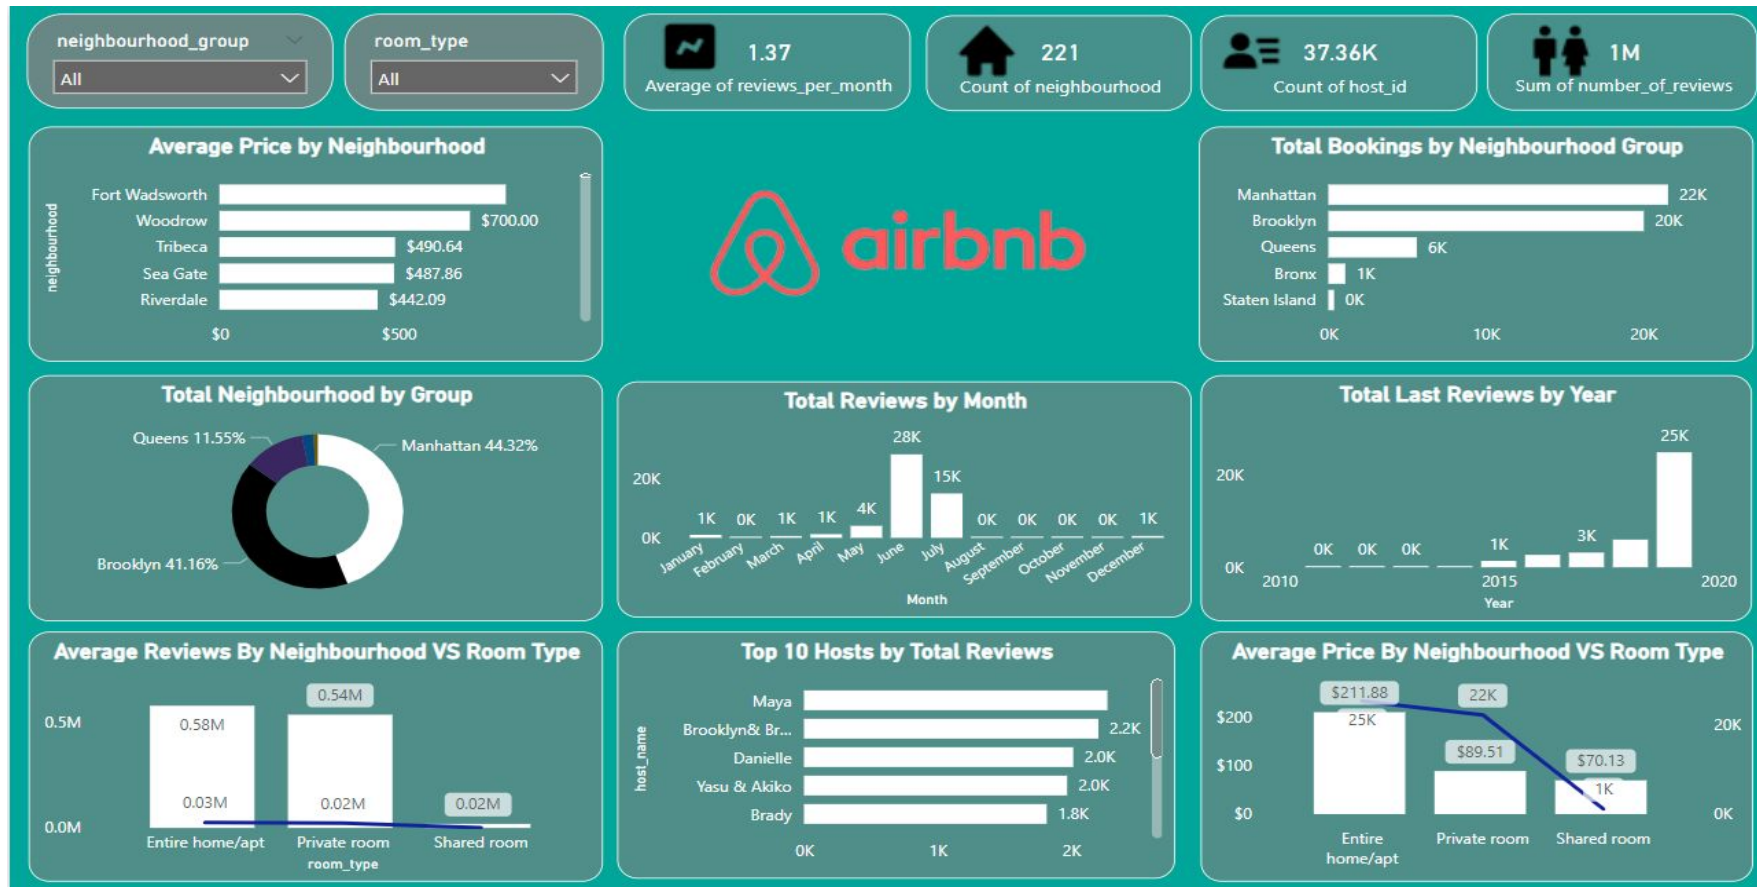 neighbourhood_group
All
room_type
All
1.37
Average of reviews_per_month
221
Count of neighbourhood
37.36K
Count of host_id
1M
Sum of number_of_reviews
Average Price by Neighbourhood
neighbourhood
Fort Wadsworth
Woodrow $700.00
Tribeca $490.64
Sea Gate $487.86
Riverdale $442.09
$0 $500
airbnb
Total Bookings by Neighbourhood Group
Manhattan 22K
Brooklyn 20K
Queens 6K
Bronx 1K
Staten Island 0K
0K 10K 20K
Total Neighbourhood by Group
Queens 11.55%
Manhattan 44.32%
Brooklyn 41.16%
Total Reviews by Month
20K
0K
1K 0K 1K 1K 4K 28K 15K 0K 0K 0K 0K 1K
January February March April May June July August September October November December
Month
Total Last Reviews by Year
20K
0K
0K 0K 0K 1K 3K 25K
2010 2015 2020
Year
Average Reviews By Neighbourhood VS Room Type
0.5M
0.0M
0.58M 0.54M
0.03M 0.02M 0.02M
Entire home/apt Private room Shared room
room_type
Top 10 Hosts by Total Reviews
host_name
Maya
Brooklyn& Br... 2.2K
Danielle 2.0K
Yasu & Akiko 2.0K
Brady 1.8K
0K 1K 2K
Average Price By Neighbourhood VS Room Type
$200
$100
$0
$211.88 22K
25K
$89.51 $70.13
1K
20K
0K
Entire
home/apt
Private room Shared room